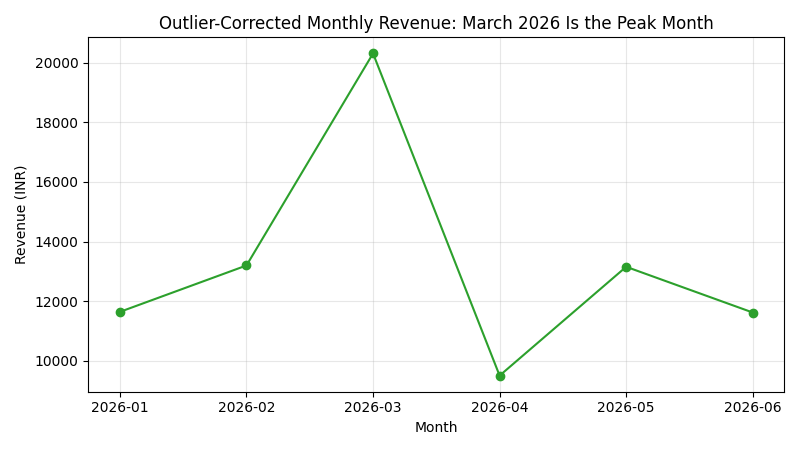 Outlier-Corrected Monthly Revenue: March 2026 Is the Peak Month
Revenue (INR)
20000
18000
16000
14000
12000
10000
2026-01 2026-02 2026-03 2026-04 2026-05 2026-06
Month